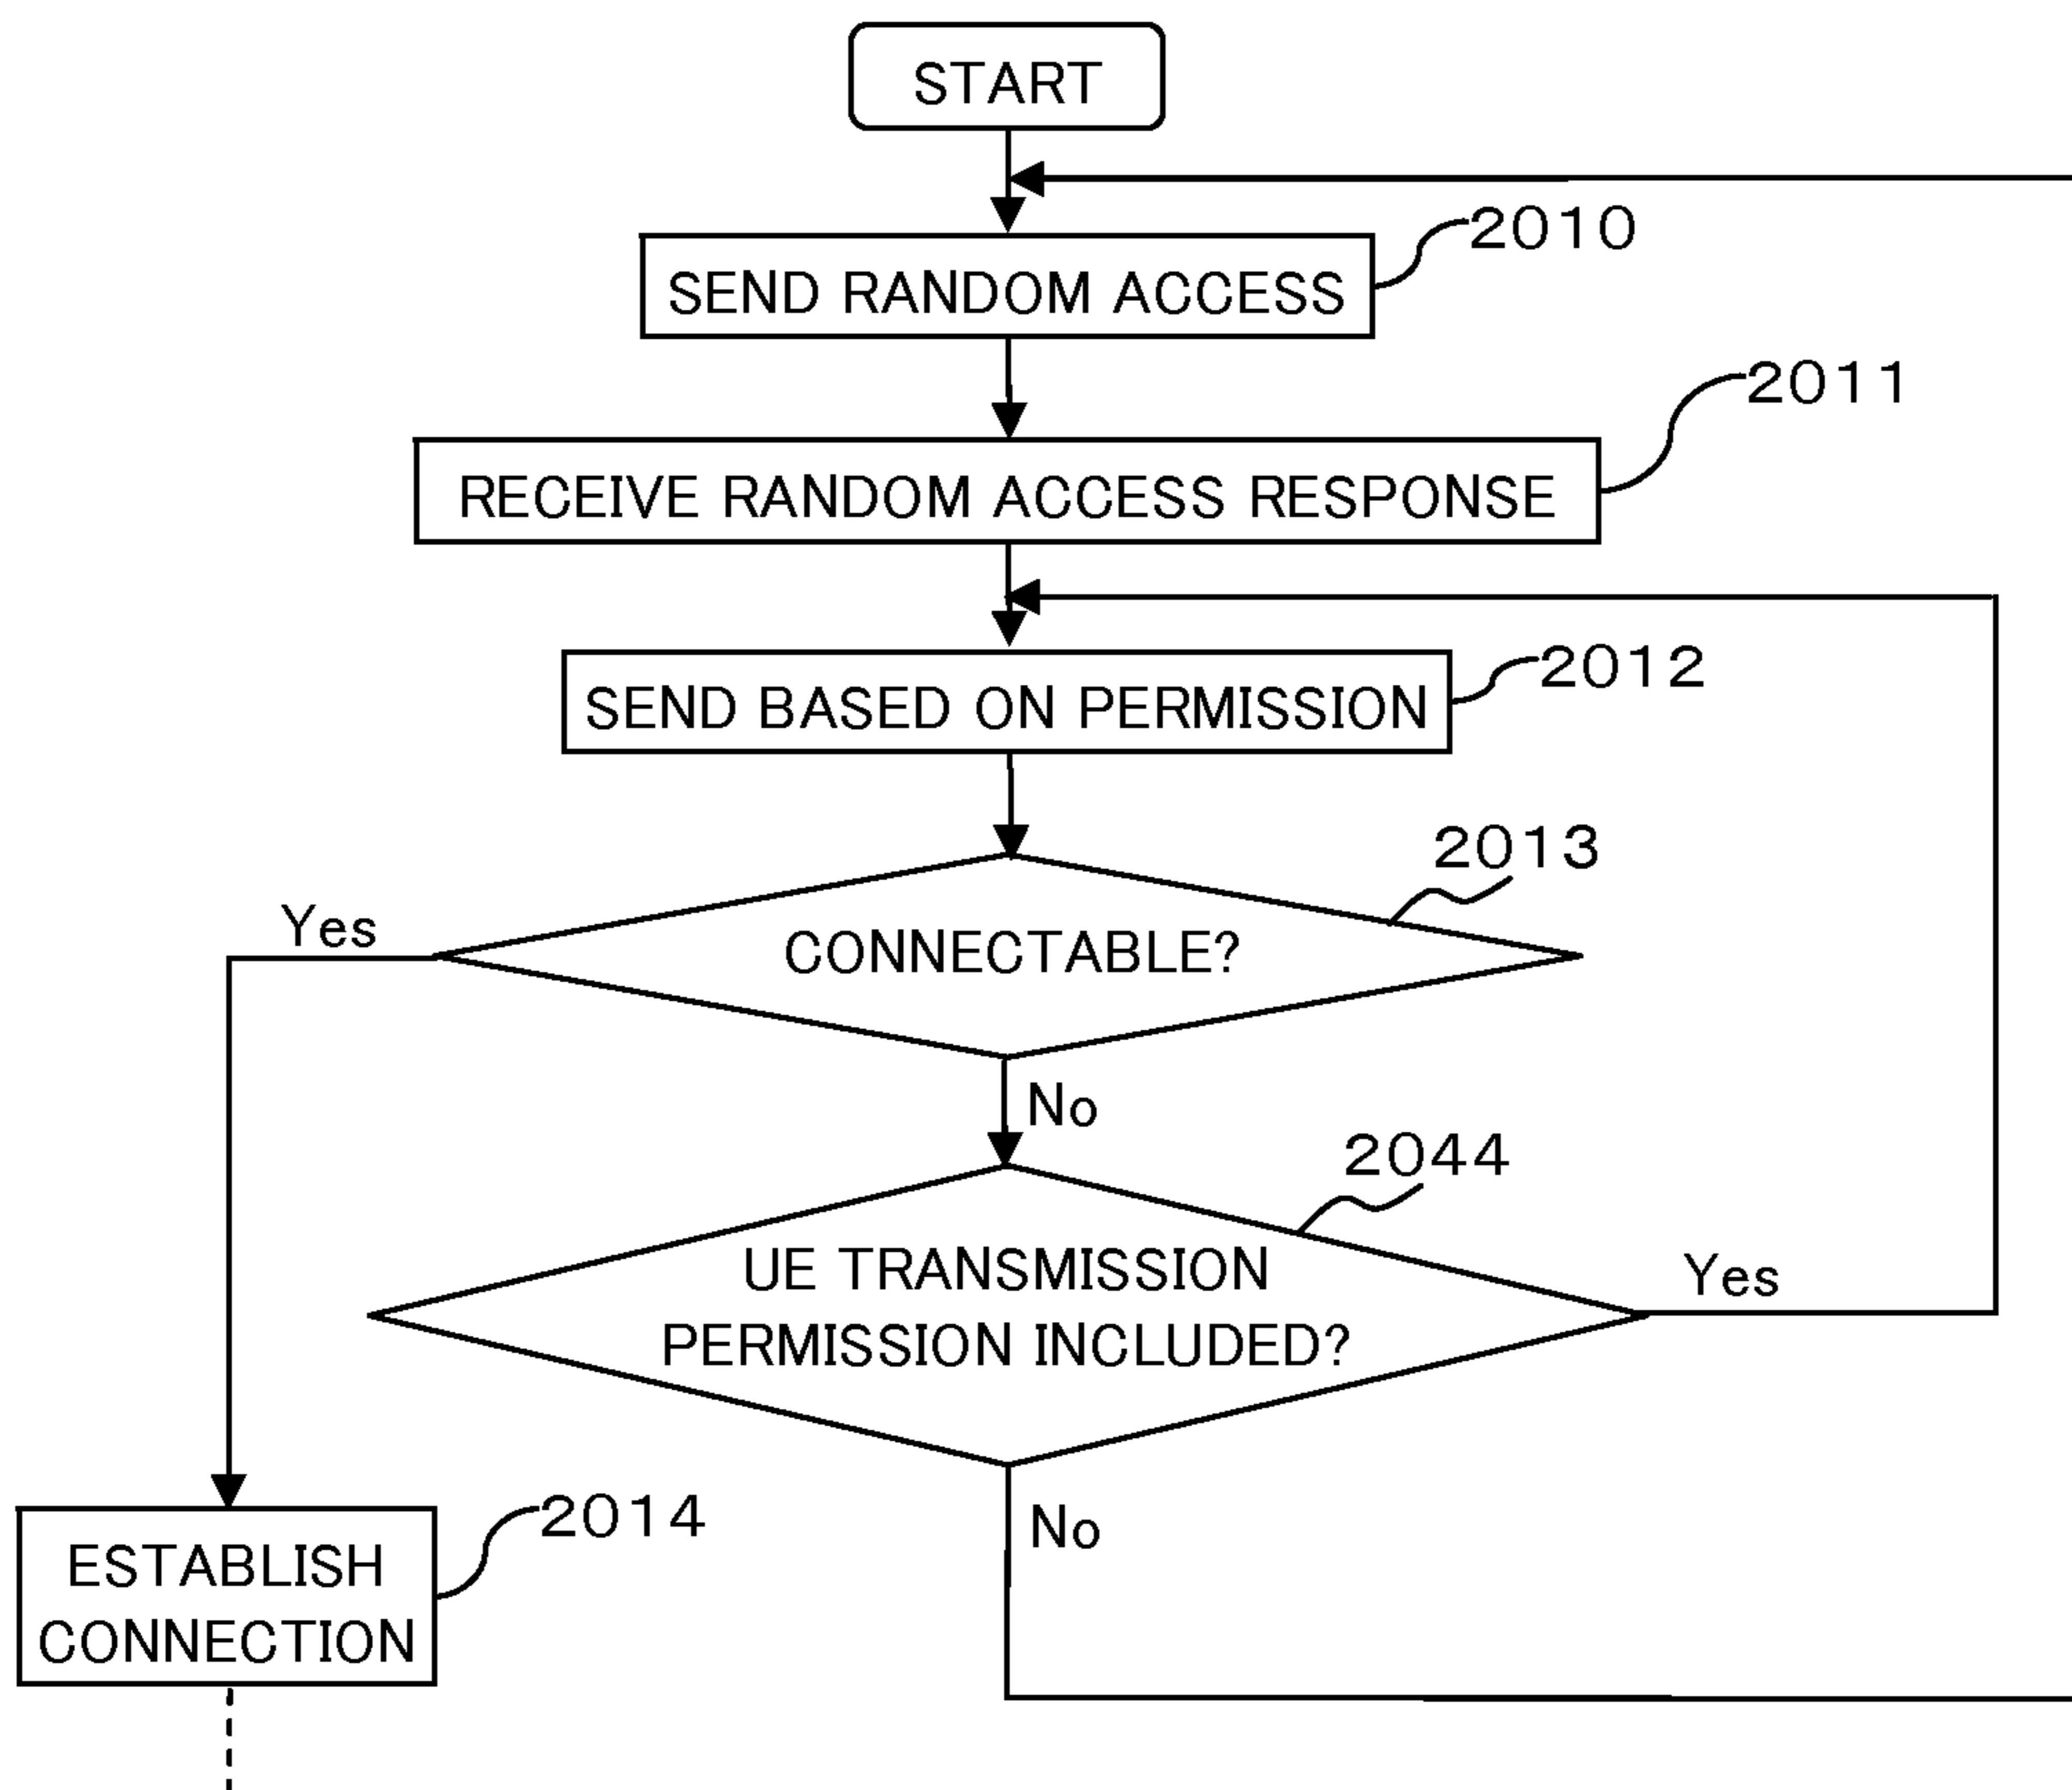 START
2010
SEND RANDOM ACCESS
2011
RECEIVE RANDOM ACCESS RESPONSE
2012
SEND BASED ON PERMISSION
2013
Yes
CONNECTABLE?
No
2044
UE TRANSMISSION
Yes
PERMISSION INCLUDED?
2014
No
ESTABLISH
CONNECTION